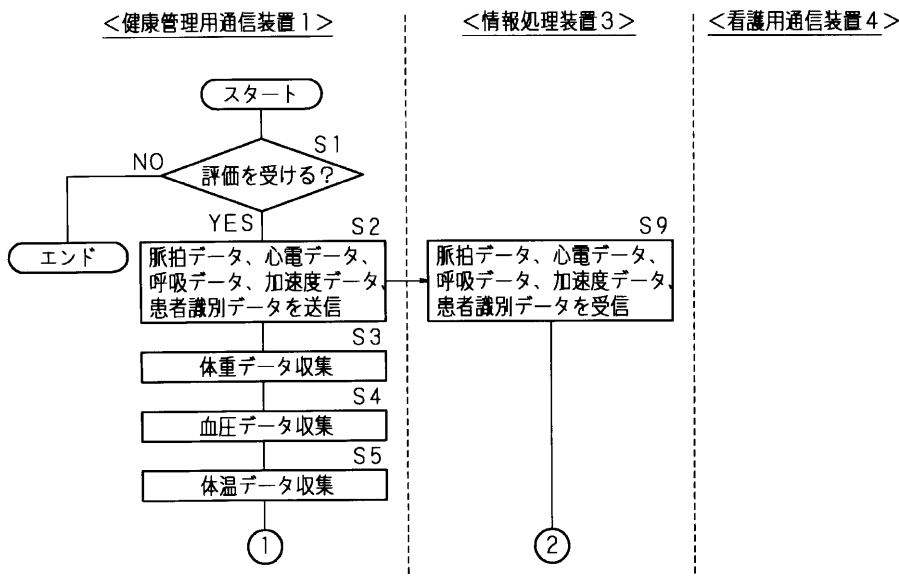 <健康管理用通信装置1>
<情報処理装置3>
<看護用通信装置4>
スタート
S1
NO
評価を受ける?
YES
S2
エンド
脈拍データ、心電データ、
呼吸データ、加速度データ、
患者識別データを送信
S9
脈拍データ、心電データ、
呼吸データ、加速度データ、
患者識別データを受信
S3
体重データ収集
S4
血圧データ収集
S5
体温データ収集
1
2